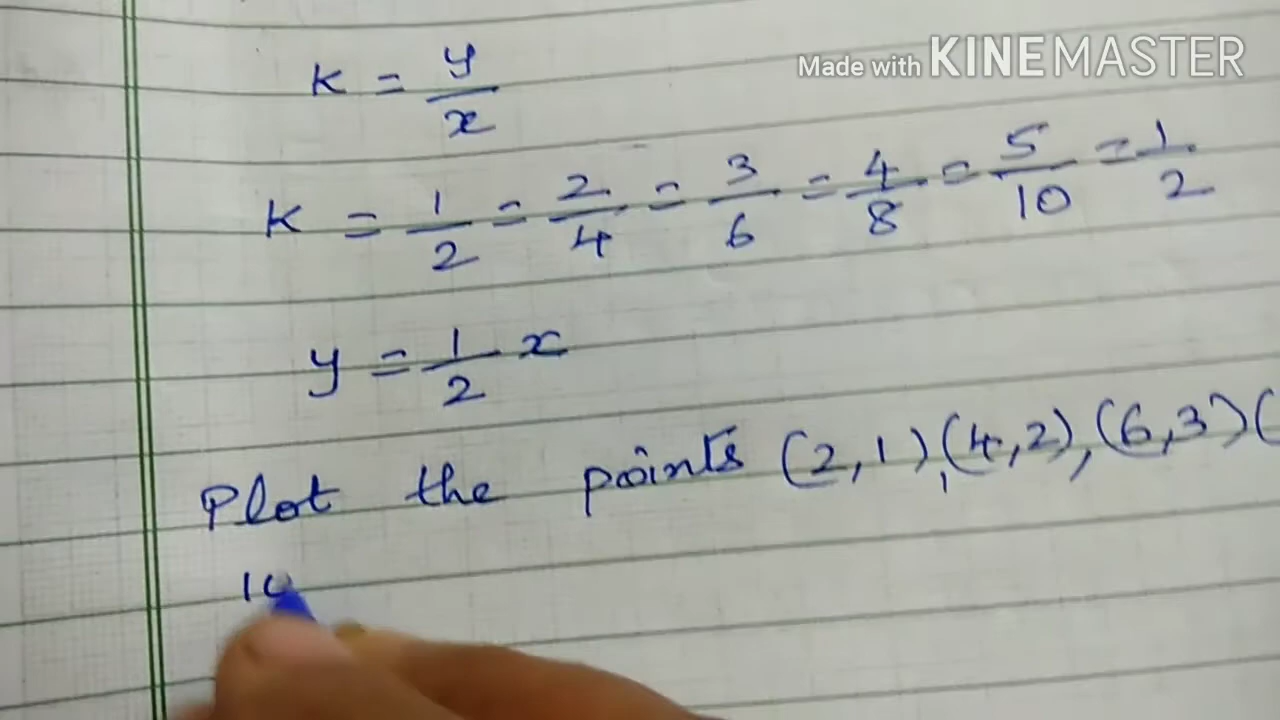 Made with KINEMASTER
K = y/x
K = 1/2 = 2/4 = 3/6 = 4/8 = 5/10 = 1/2
y = 1/2 x
Plot the points (2,1),(4,2),(6,3)(
10